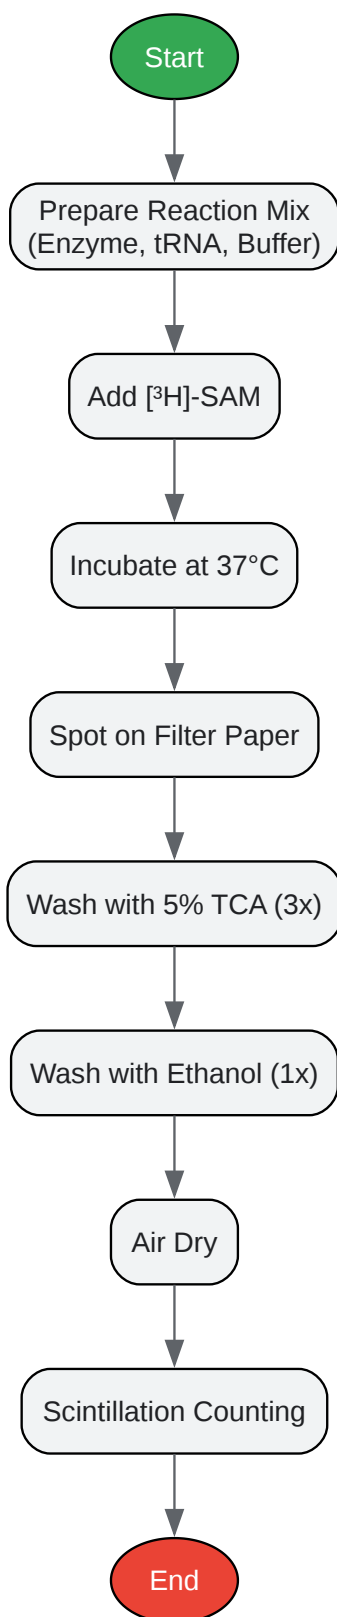 Start
Prepare Reaction Mix
(Enzyme, tRNA, Buffer)
Add [³H]-SAM
Incubate at 37°C
Spot on Filter Paper
Wash with 5% TCA (3x)
Wash with Ethanol (1x)
Air Dry
Scintillation Counting
End